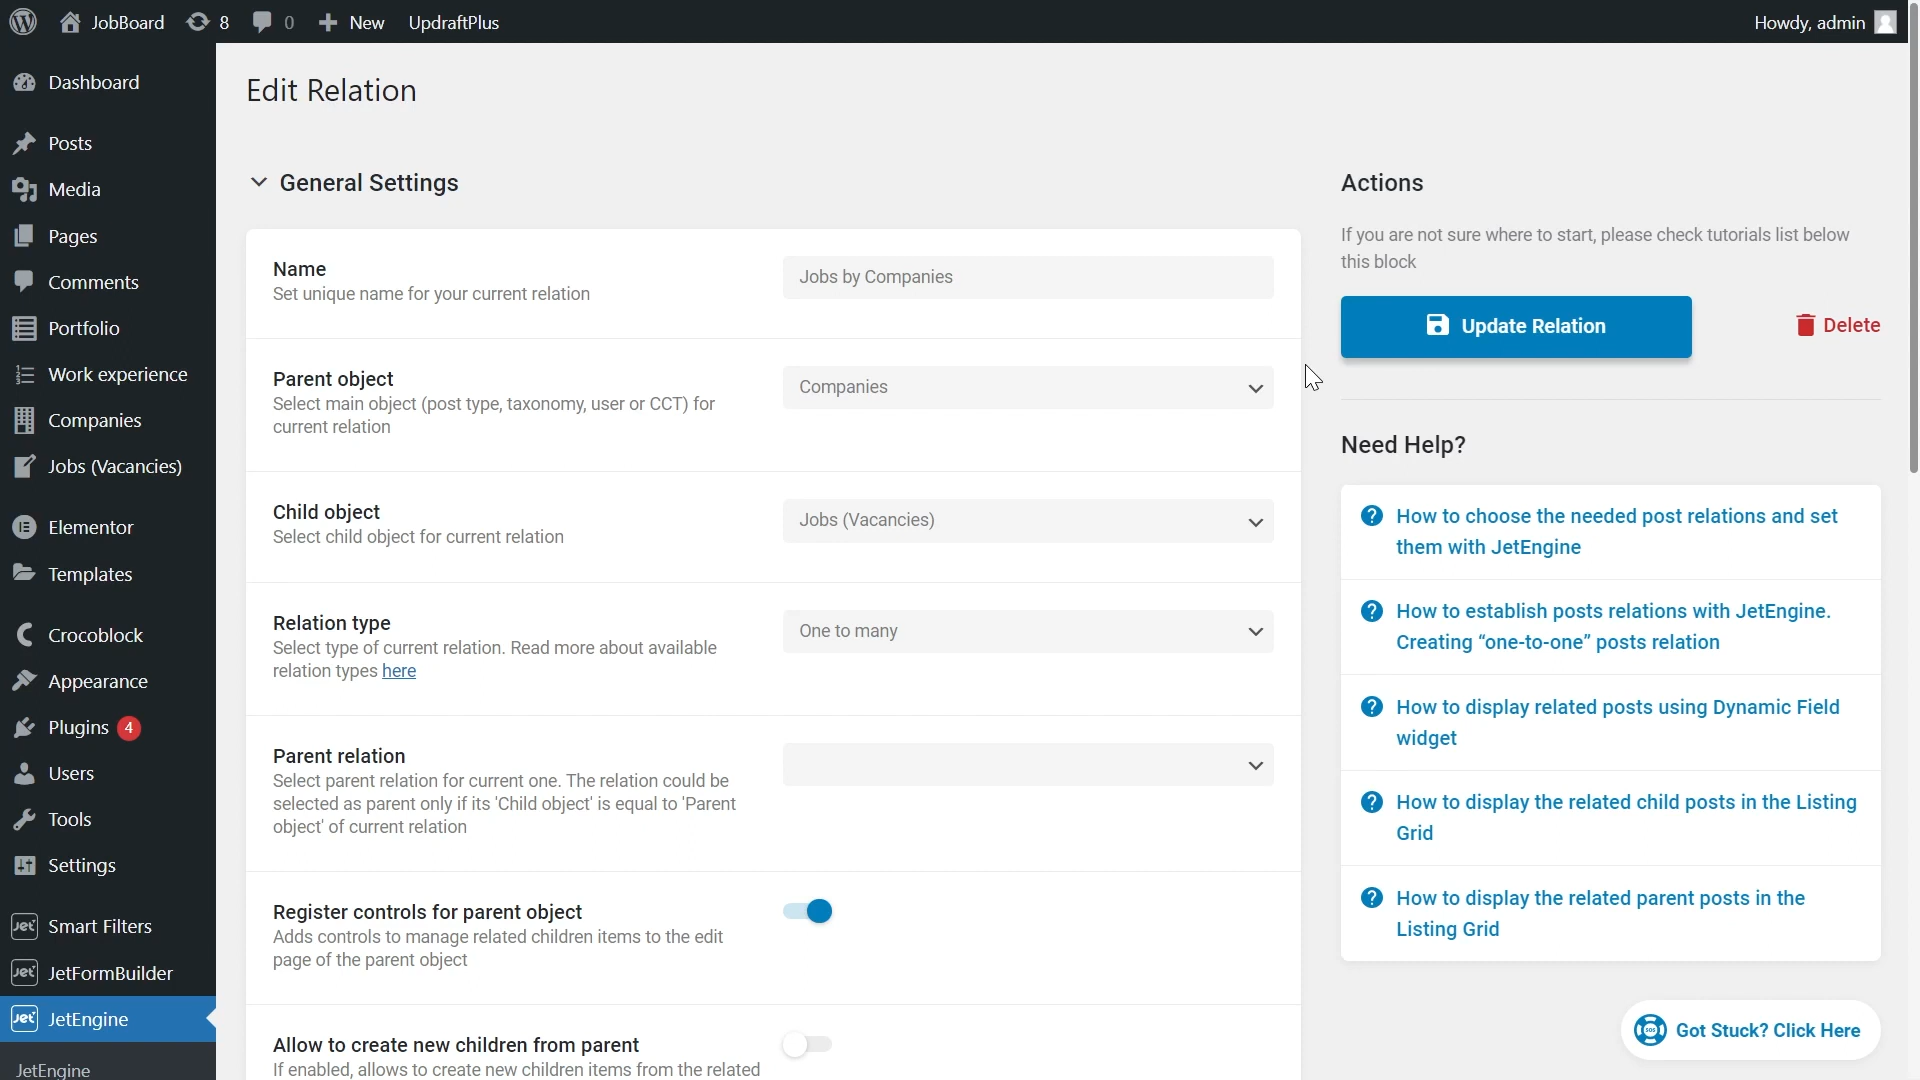 JobBoard
8
0
New
UpdraftPlus
Howdy, admin
Dashboard
Posts
Media
Pages
Comments
Portfolio
Work experience
Companies
Jobs (Vacancies)
Elementor
Templates
Crocoblock
Appearance
Plugins 4
Users
Tools
Settings
Smart Filters
JetFormBuilder
JetEngine
JetEngine
Edit Relation
General Settings
Name
Set unique name for your current relation
Jobs by Companies
Parent object
Select main object (post type, taxonomy, user or CCT) for
current relation
Companies
Child object
Select child object for current relation
Jobs (Vacancies)
Relation type
Select type of current relation. Read more about available
relation types here
One to many
Parent relation
Select parent relation for current one. The relation could be
selected as parent only if its 'Child object' is equal to 'Parent
object' of current relation
Register controls for parent object
Adds controls to manage related children items to the edit
page of the parent object
Allow to create new children from parent
If enabled, allows to create new children items from the related
Actions
If you are not sure where to start, please check tutorials list below
this block
Update Relation
Delete
Need Help?
How to choose the needed post relations and set
them with JetEngine
How to establish posts relations with JetEngine.
Creating “one-to-one” posts relation
How to display related posts using Dynamic Field
widget
How to display the related child posts in the Listing
Grid
How to display the related parent posts in the
Listing Grid
Got Stuck? Click Here